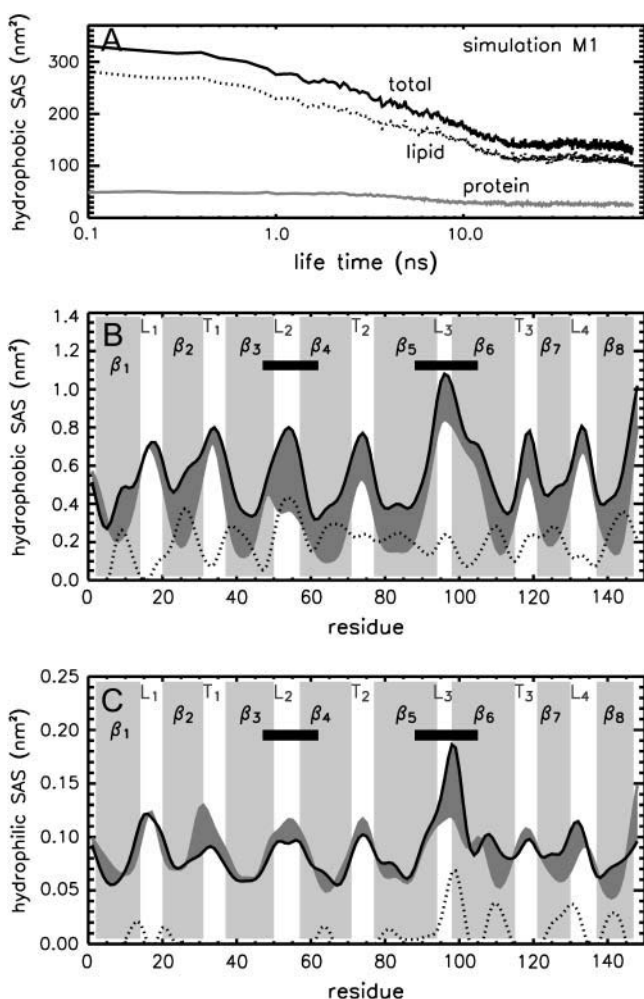 A
simulation M1
total
lipid
protein
hydrophobic SAS (nm²)
300
200
100
0
0.1 1.0 10.0
life time (ns)
B
L₁ T₁ L₂ T₂ L₃ T₃ L₄
β₁ β₂ β₃ β₄ β₅ β₆ β₇ β₈
hydrophobic SAS (nm²)
1.4
1.2
1.0
0.8
0.6
0.4
0.2
0.0
0 20 40 60 80 100 120 140
residue
C
L₁ T₁ L₂ T₂ L₃ T₃ L₄
β₁ β₂ β₃ β₄ β₅ β₆ β₇ β₈
hydrophilic SAS (nm²)
0.25
0.20
0.15
0.10
0.05
0.00
0 20 40 60 80 100 120 140
residue